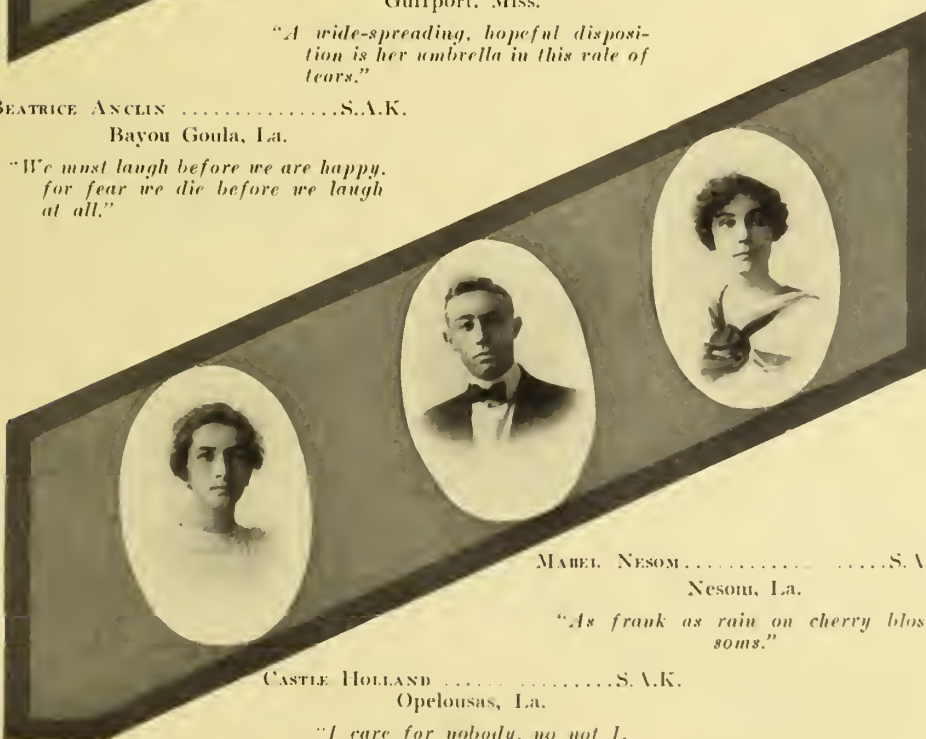 Gulfport, Miss.
"A wide-spreading, hopeful disposi-
tion is her umbrella in this vale of
tears."
BEATRICE ANCLIN ...............S.A.K.
Bayou Goula, La.
"We must laugh before we are happy,
for fear we die before we laugh
at all."
MABEL NESOM................S. A
Nesom, La.
"As frank as rain on cherry blos
soms."
CASTLE HOLLAND ................S.A.K.
Opelousas, La.
"I care for nobody, no not I,